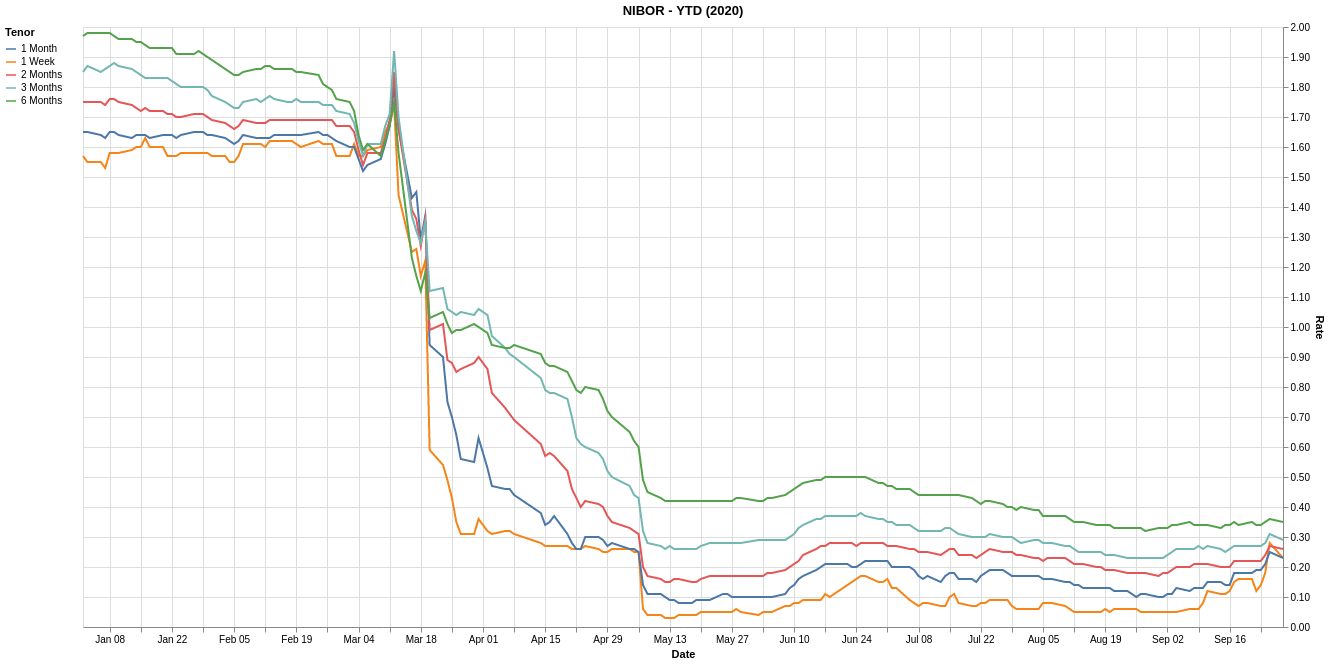 NIBOR - YTD (2020)
Tenor
1 Month
1 Week
2 Months
3 Months
6 Months
2.00
1.90
1.80
1.70
1.60
1.50
1.40
1.30
1.20
1.10
1.00
0.90
0.80
0.70
0.60
0.50
0.40
0.30
0.20
0.10
0.00
Rate
Jan 08 Jan 22 Feb 05 Feb 19 Mar 04 Mar 18 Apr 01 Apr 15 Apr 29 May 13 May 27 Jun 10 Jun 24 Jul 08 Jul 22 Aug 05 Aug 19 Sep 02 Sep 16
Date